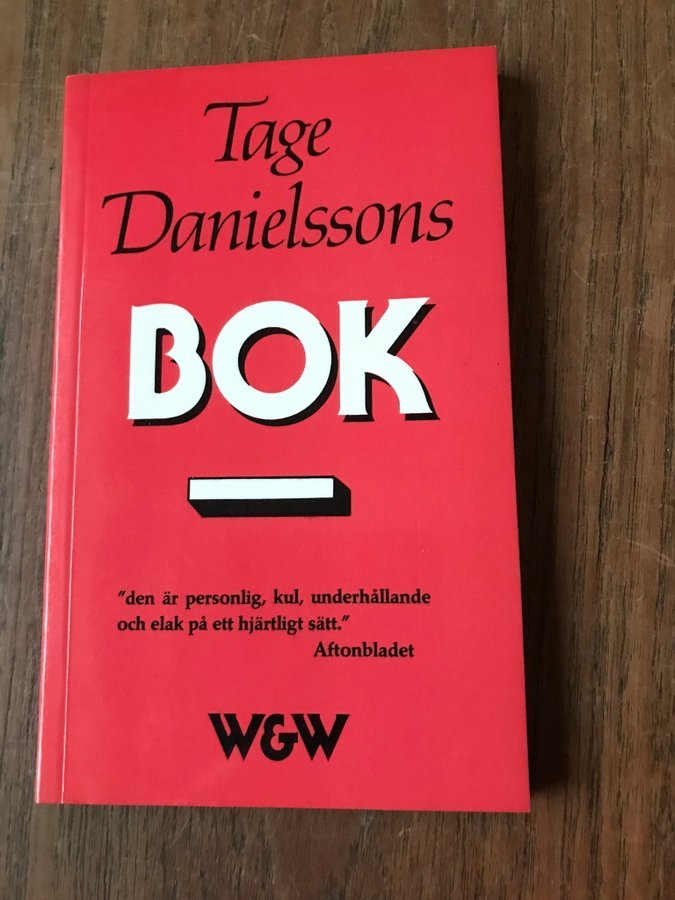 Tage
Danielssons
BOK
"den är personlig, kul, underhållande
och elak på ett hjärtligt sätt."
Aftonbladet
W&W